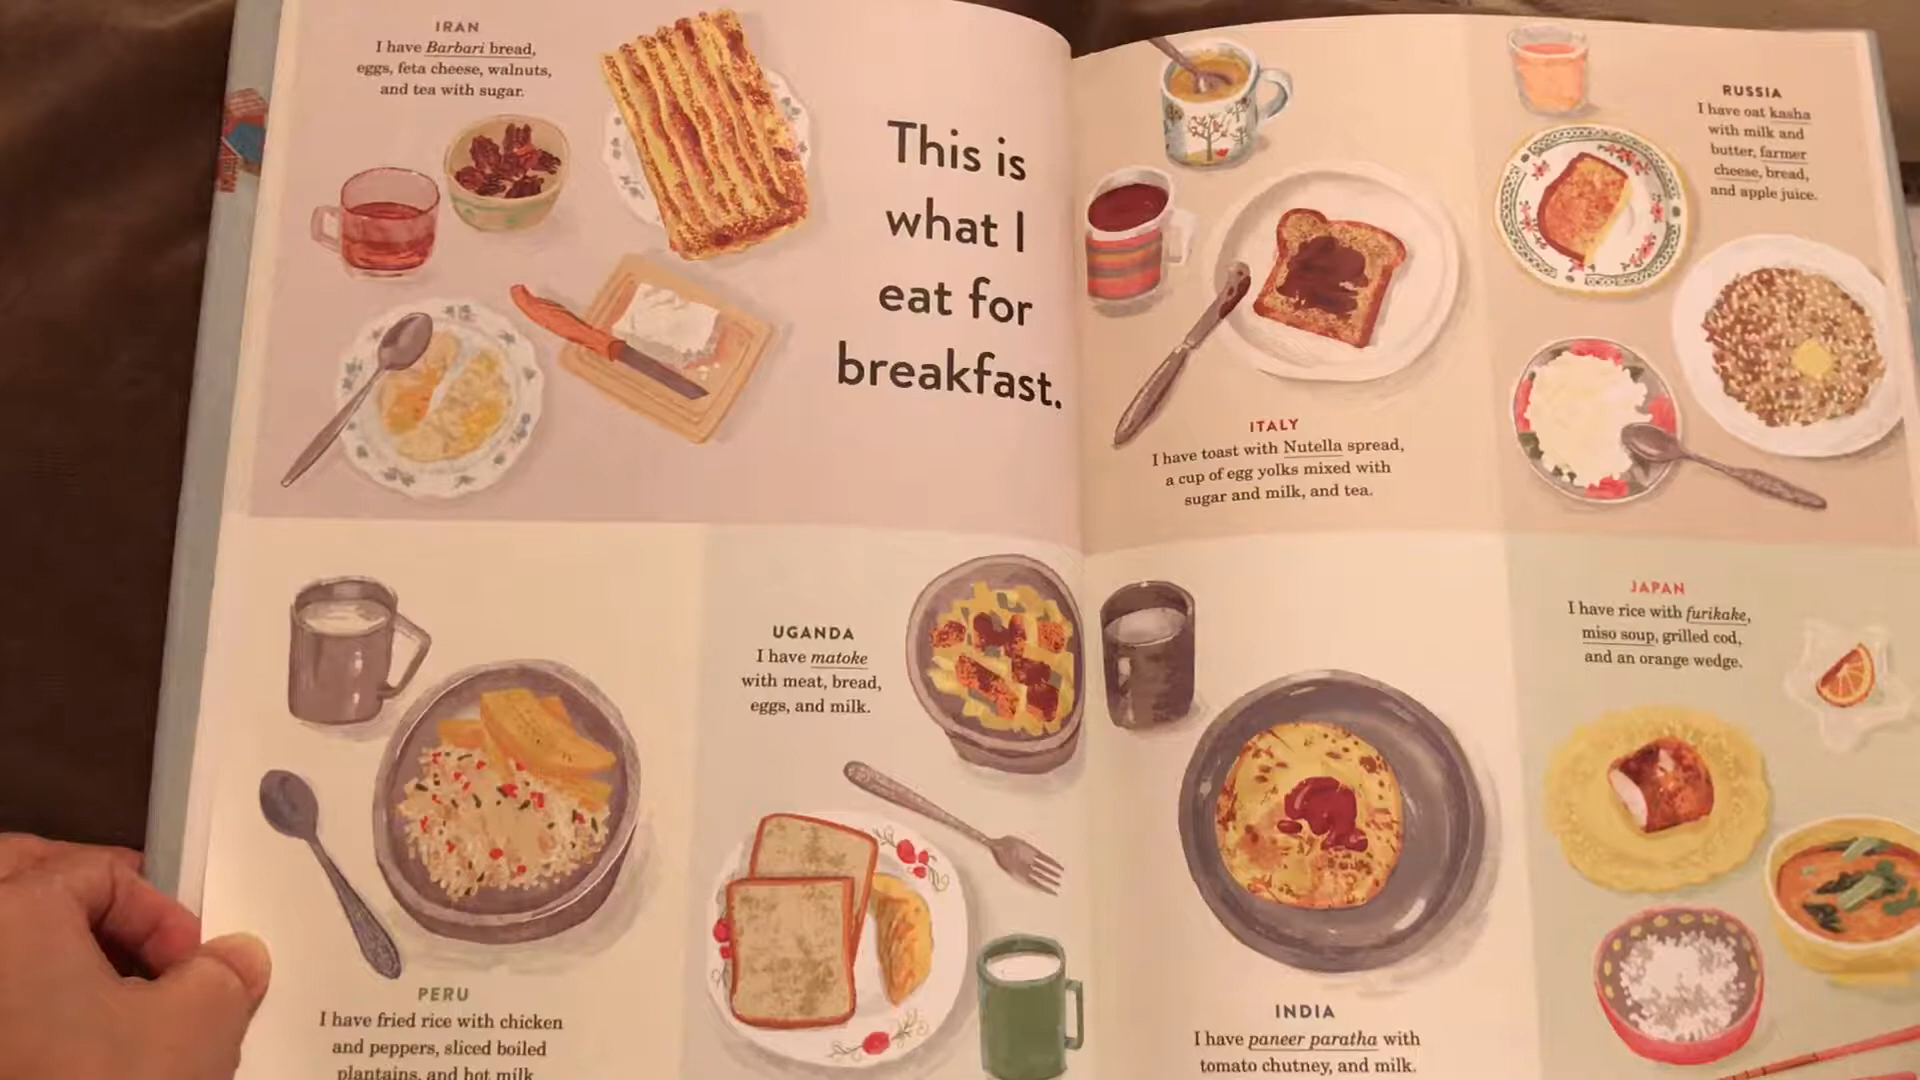 IRAN
I have Barbari bread,
eggs, feta cheese, walnuts,
and tea with sugar.
This is
what I
eat for
breakfast.
ITALY
I have toast with Nutella spread,
a cup of egg yolks mixed with
sugar and milk, and tea.
RUSSIA
I have oat kasha
with milk and
butter, farmer
cheese, bread,
and apple juice.
PERU
I have fried rice with chicken
and peppers, sliced boiled
plantains, and hot milk
UGANDA
I have matoke
with meat, bread,
eggs, and milk.
INDIA
I have paneer paratha with
tomato chutney, and milk.
JAPAN
I have rice with furikake,
miso soup, grilled cod,
and an orange wedge.